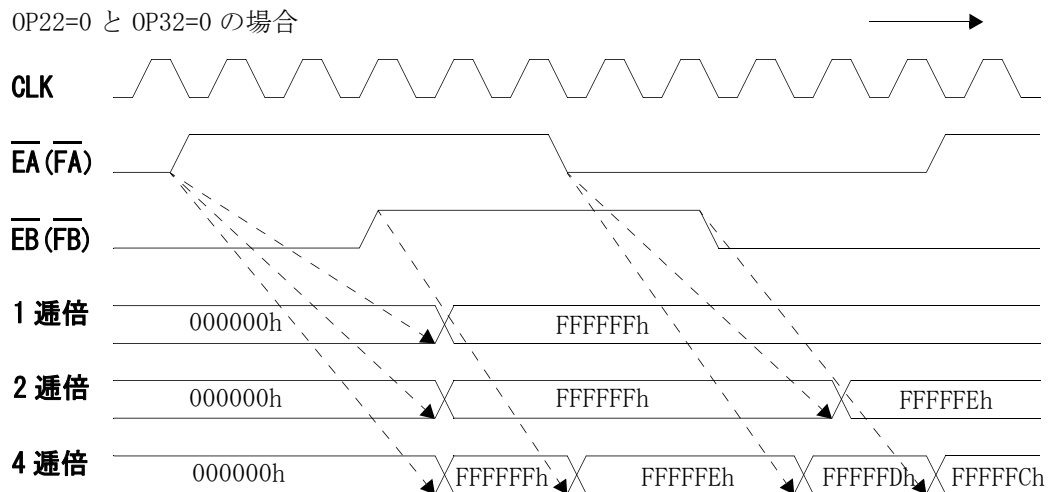 OP22=0 と OP32=0 の場合
CLK
EA(FA)
EB(FB)
1 逓倍
000000h
FFFFFFh
2 逓倍
000000h
FFFFFFh
FFFFFEh
4 逓倍
000000h
FFFFFFh
FFFFFEh
FFFFFDh
FFFFFCh